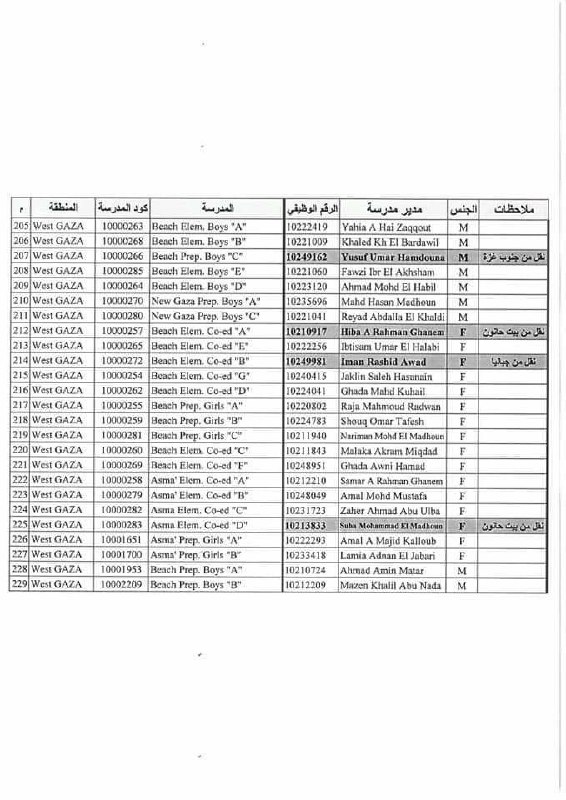 م المنطقة كود المدرسة المدرسة الرقم الوظيفي مدير مدرسة الجنس ملاحظات
205 West GAZA 10000263 Beach Elem. Boys "A" 10222419 Yahia A Hai Zaqqout M
206 West GAZA 10000268 Beach Elem. Boys "B" 10221009 Khaled Kh El Bardawil M
207 West GAZA 10000266 Beach Prep. Boys "C" 10249162 Yusuf Umar Hamdouna M نقل من جنوب غزة
208 West GAZA 10000285 Beach Elem. Boys "E" 10221060 Fawzi Ibr El Akhsham M
209 West GAZA 10000264 Beach Elem. Boys "D" 10223120 Ahmad Mohd El Habil M
210 West GAZA 10000270 New Gaza Prep. Boys "A" 10235696 Mahd Hasan Madhoun M
211 West GAZA 10000280 New Gaza Prep. Boys "C" 10221041 Reyad Abdalla El Khaldi M
212 West GAZA 10000257 Beach Elem. Co-ed "A" 10210917 Hiba A Rahman Ghanem F نقل من بيت حانون
213 West GAZA 10000265 Beach Elem. Co-ed "E" 10222256 Ibtisam Umar El Halabi F
214 West GAZA 10000272 Beach Elem. Co-ed "B" 10249981 Iman Rashid Awad F نقل من جباليا
215 West GAZA 10000254 Beach Elem. Co-ed "G" 10240415 Jaklin Saleh Hasanain F
216 West GAZA 10000262 Beach Elem. Co-ed "D" 10224041 Ghada Mahd Kuhail F
217 West GAZA 10000255 Beach Prep. Girls "A" 10220802 Raja Mahmoud Radwan F
218 West GAZA 10000259 Beach Prep. Girls "B" 10224783 Shouq Omar Tafesh F
219 West GAZA 10000281 Beach Prep. Girls "C" 10211940 Nariman Mohd El Madhoun F
220 West GAZA 10000260 Beach Elem. Co-ed "C" 10211843 Malaka Akram Miqdad F
221 West GAZA 10000269 Beach Elem. Co-ed "F" 10248951 Ghada Awni Hamad F
222 West GAZA 10000258 Asma' Elem. Co-ed "A" 10212210 Samar A Rahman Ghanem F
223 West GAZA 10000279 Asma' Elem. Co-ed "B" 10248049 Amal Mohd Mustafa F
224 West GAZA 10000282 Asma Elem. Co-ed "C" 10231723 Zaher Ahmad Abu Ulba F
225 West GAZA 10000283 Asma Elem. Co-ed "D" 10213833 Suha Mohammad El Madhoun F نقل من بيت حانون
226 West GAZA 10001651 Asma' Prep. Girls "A" 10222293 Amal A Majid Kalloub F
227 West GAZA 10001700 Asma' Prep. Girls "B" 10233418 Lamia Adnan El Jabari F
228 West GAZA 10001953 Beach Prep. Boys "A" 10210724 Ahmad Amin Matar M
229 West GAZA 10002209 Beach Prep. Boys "B" 10212209 Mazen Khalil Abu Nada M